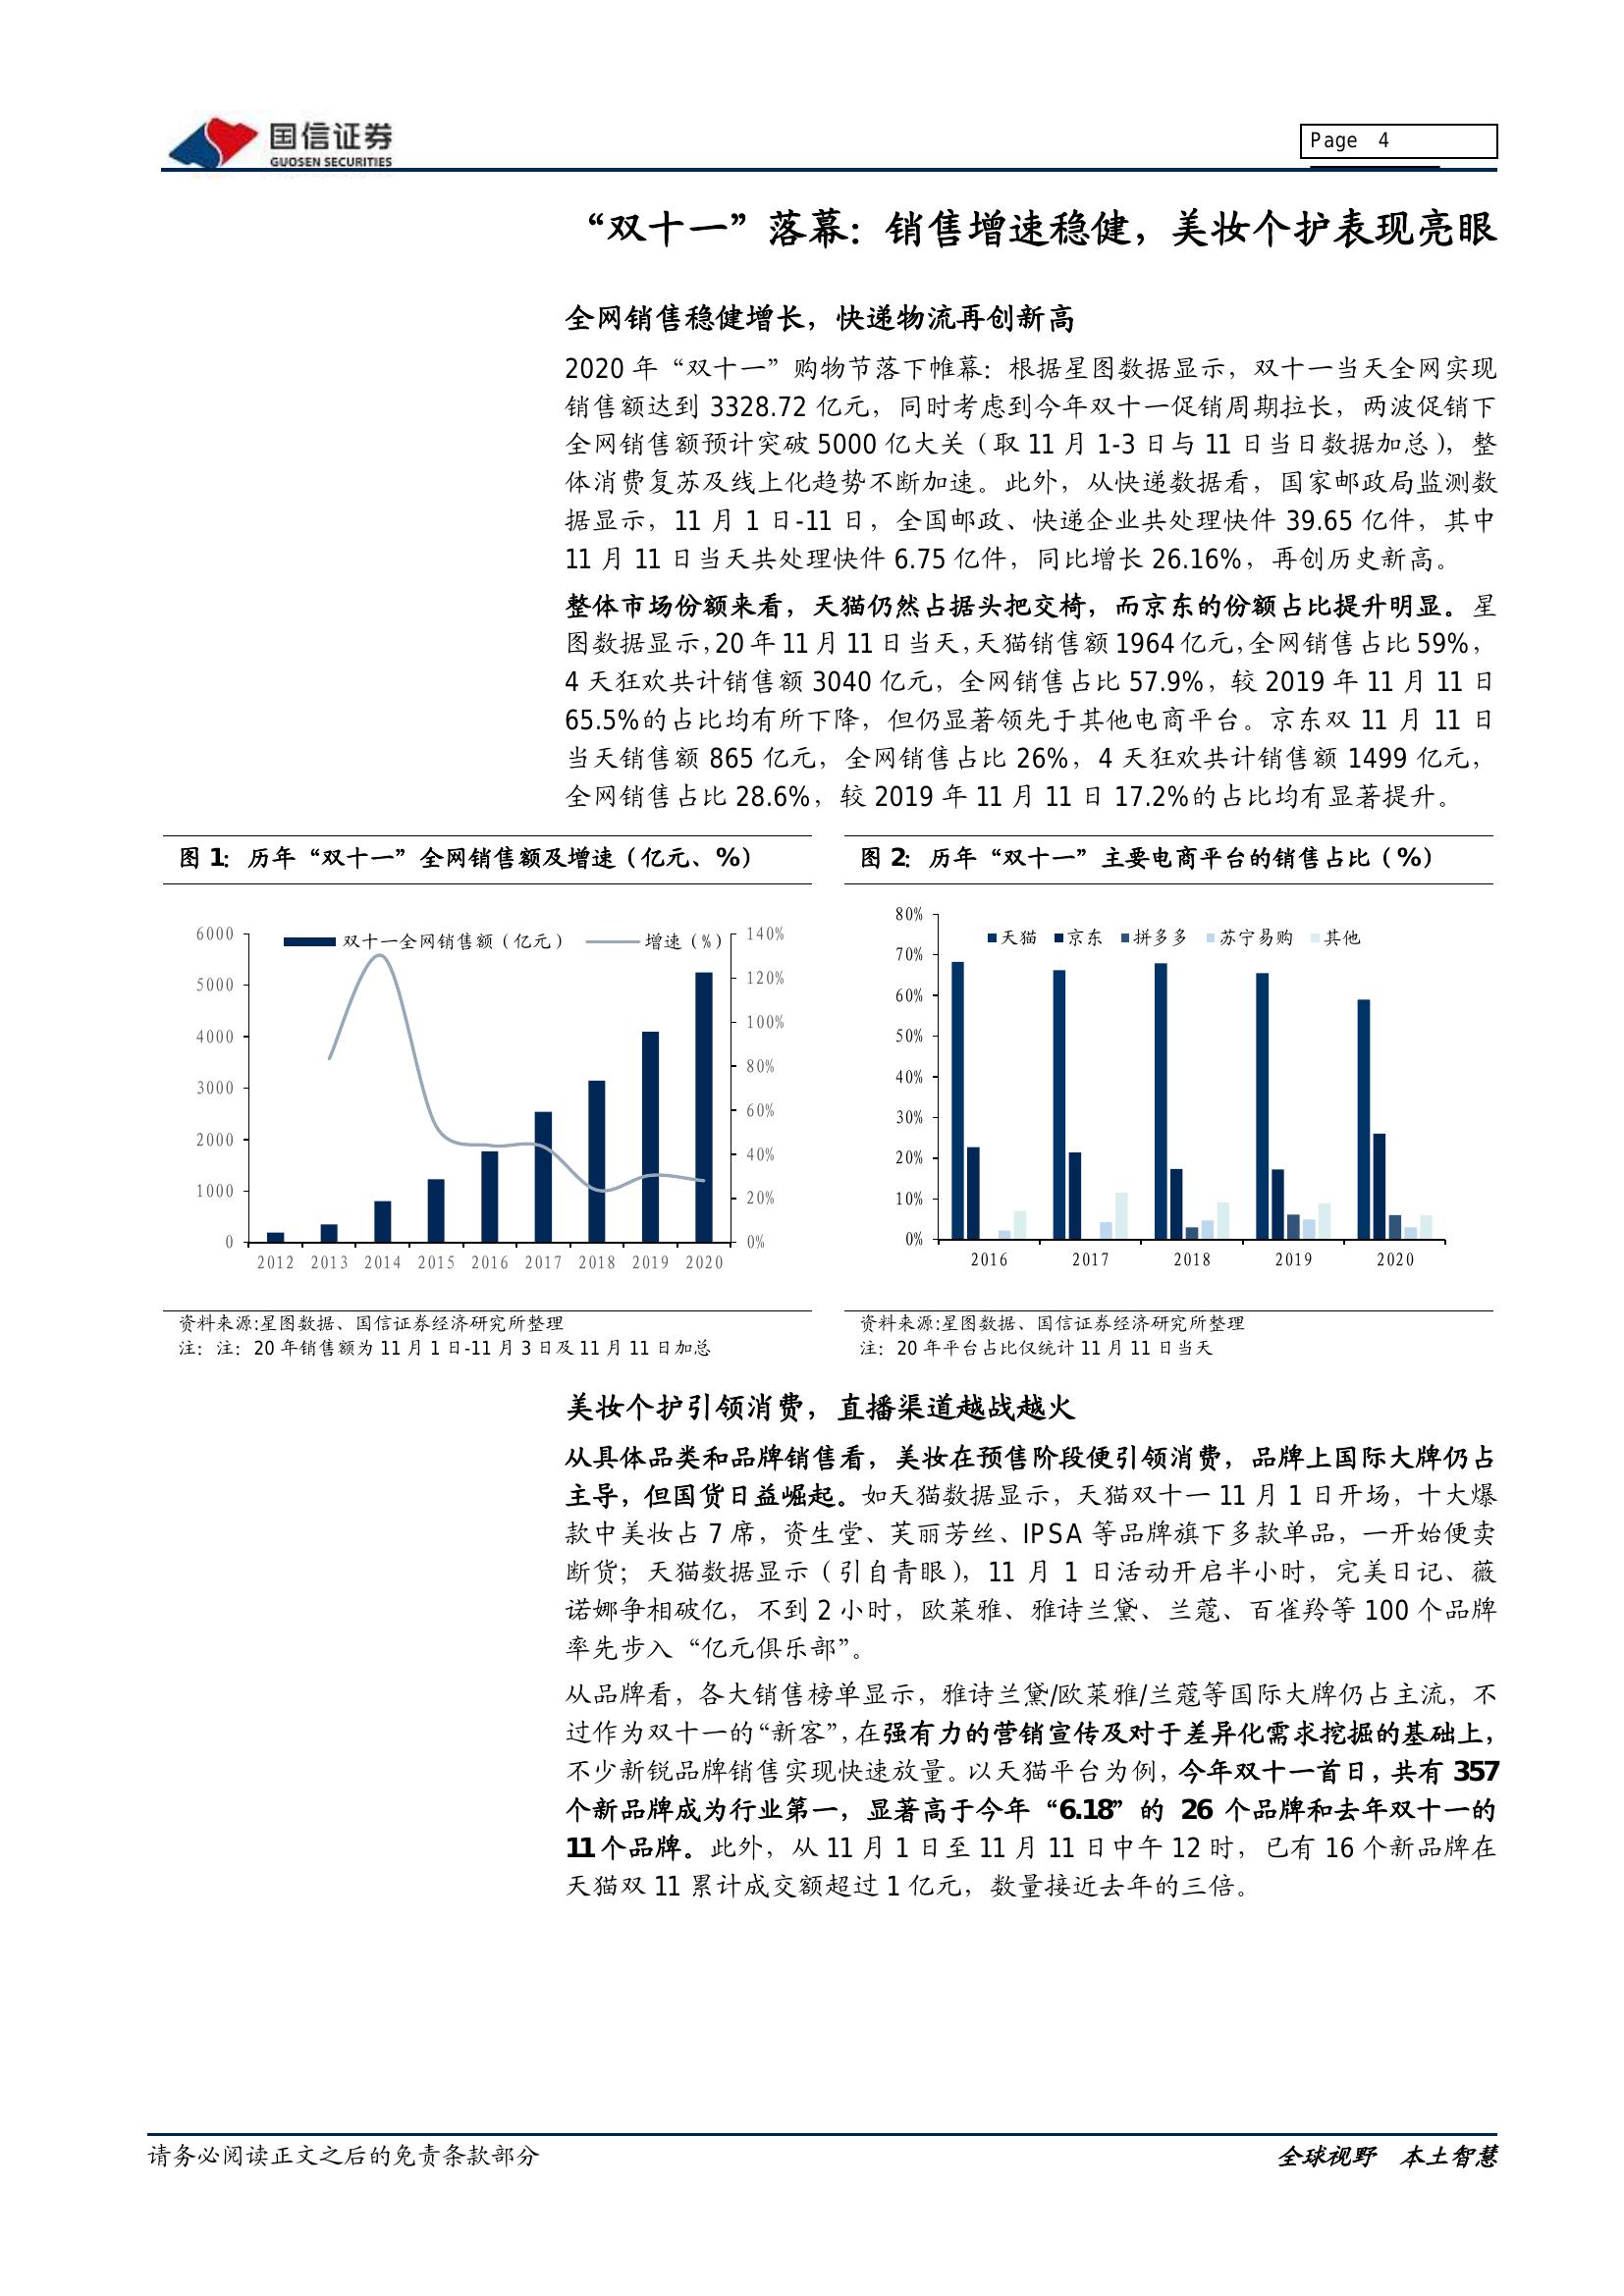 国信证券
GUOSEN SECURITIES
Page 4
“双十一”落幕：销售增速稳健，美妆个护表现亮眼
全网销售稳健增长，快递物流再创新高
2020 年“双十一”购物节落下帷幕：根据星图数据显示，双十一当天全网实现
销售额达到 3328.72 亿元，同时考虑到今年双十一促销周期拉长，两波促销下
全网销售额预计突破 5000 亿大关（取 11 月 1-3 日与 11 日当日数据加总），整
体消费复苏及线上化趋势不断加速。此外，从快递数据看，国家邮政局监测数
据显示，11 月 1 日-11 日，全国邮政、快递企业共处理快件 39.65 亿件，其中
11 月 11 日当天共处理快件 6.75 亿件，同比增长 26.16%，再创历史新高。
整体市场份额来看，天猫仍然占据头把交椅，而京东的份额占比提升明显。星
图数据显示，20 年 11 月 11 日当天，天猫销售额 1964 亿元，全网销售占比 59%，
4 天狂欢共计销售额 3040 亿元，全网销售占比 57.9%，较 2019 年 11 月 11 日
65.5%的占比均有所下降，但仍显著领先于其他电商平台。京东双 11 月 11 日
当天销售额 865 亿元，全网销售占比 26%，4 天狂欢共计销售额 1499 亿元，
全网销售占比 28.6%，较 2019 年 11 月 11 日 17.2%的占比均有显著提升。
图 1：历年“双十一”全网销售额及增速（亿元、%）
双十一全网销售额（亿元） 增速（%）
6000 140%
5000 120%
4000 100%
3000 80%
2000 60%
1000 40%
0 20%
0%
2012 2013 2014 2015 2016 2017 2018 2019 2020
资料来源:星图数据、国信证券经济研究所整理
注：注：20 年销售额为 11 月 1 日-11 月 3 日及 11 月 11 日加总
图 2：历年“双十一”主要电商平台的销售占比（%）
天猫 京东 拼多多 苏宁易购 其他
80%
70%
60%
50%
40%
30%
20%
10%
0%
2016 2017 2018 2019 2020
资料来源:星图数据、国信证券经济研究所整理
注：20 年平台占比仅统计 11 月 11 日当天
美妆个护引领消费，直播渠道越战越火
从具体品类和品牌销售看，美妆在预售阶段便引领消费，品牌上国际大牌仍占
主导，但国货日益崛起。如天猫数据显示，天猫双十一 11 月 1 日开场，十大爆
款中美妆占 7 席，资生堂、芙丽芳丝、IPSA 等品牌旗下多款单品，一开始便卖
断货；天猫数据显示（引自青眼），11 月 1 日活动开启半小时，完美日记、薇
诺娜争相破亿，不到 2 小时，欧莱雅、雅诗兰黛、兰蔻、百雀羚等 100 个品牌
率先步入“亿元俱乐部”。
从品牌看，各大销售榜单显示，雅诗兰黛/欧莱雅/兰蔻等国际大牌仍占主流，不
过作为双十一的“新客”，在强有力的营销宣传及对于差异化需求挖掘的基础上，
不少新锐品牌销售实现快速放量。以天猫平台为例，今年双十一首日，共有 357
个新品牌成为行业第一，显著高于今年“6.18”的 26 个品牌和去年双十一的
11 个品牌。此外，从 11 月 1 日至 11 月 11 日中午 12 时，已有 16 个新品牌在
天猫双 11 累计成交额超过 1 亿元，数量接近去年的三倍。
请务必阅读正文之后的免责条款部分
全球视野 本土智慧